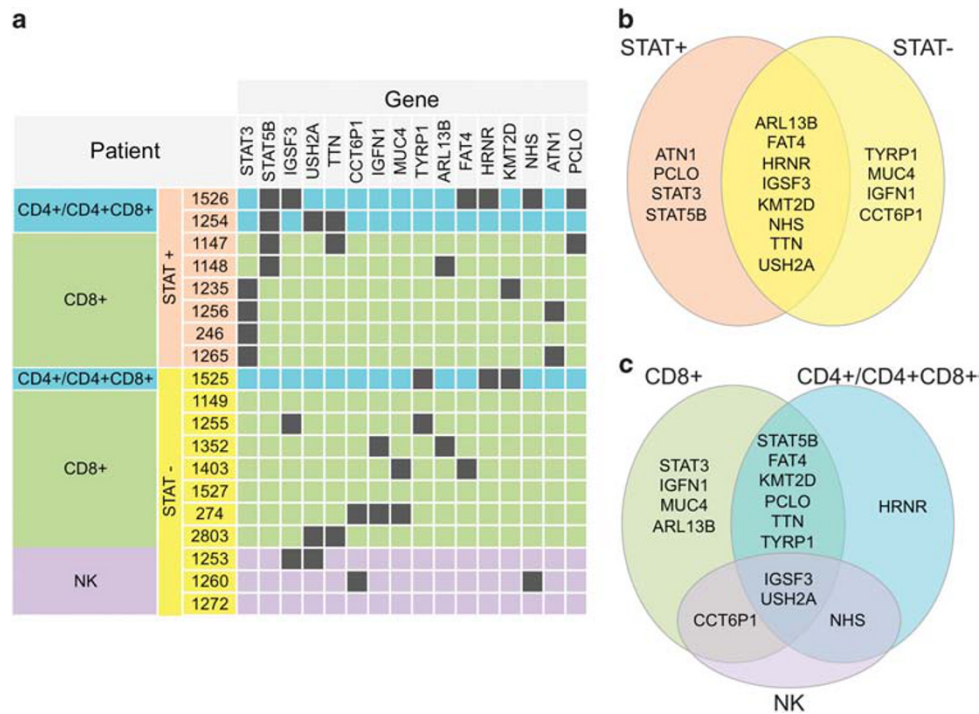 a
Gene
Patient
STAT3
STAT5B
IGSF3
USH2A
TTN
CCT6P1
IGFN1
MUC4
TYRP1
ARL13B
FAT4
HRNR
KMT2D
NHS
ATN1
PCLO
CD4+/CD4+CD8+
CD8+
STAT +
1526
1254
1147
1148
1235
1256
246
1265
CD4+/CD4+CD8+
CD8+
NK
STAT -
1525
1149
1255
1352
1403
1527
274
2803
1253
1260
1272
b
STAT+
STAT-
ATN1
PCLO
STAT3
STAT5B
ARL13B
FAT4
HRNR
IGSF3
KMT2D
NHS
TTN
USH2A
TYRP1
MUC4
IGFN1
CCT6P1
c
CD8+
CD4+/CD4+CD8+
STAT3
IGFN1
MUC4
ARL13B
STAT5B
FAT4
KMT2D
PCLO
TTN
TYRP1
HRNR
IGSF3
USH2A
CCT6P1
NHS
NK